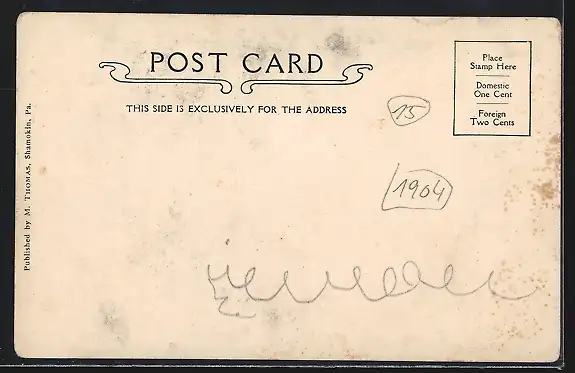 POST CARD
THIS SIDE IS EXCLUSIVELY FOR THE ADDRESS
Place
Stamp Here
Domestic
One Cent
Foreign
Two Cents
15
1904
Published by M. THOMAS, Shamokin, Pa.